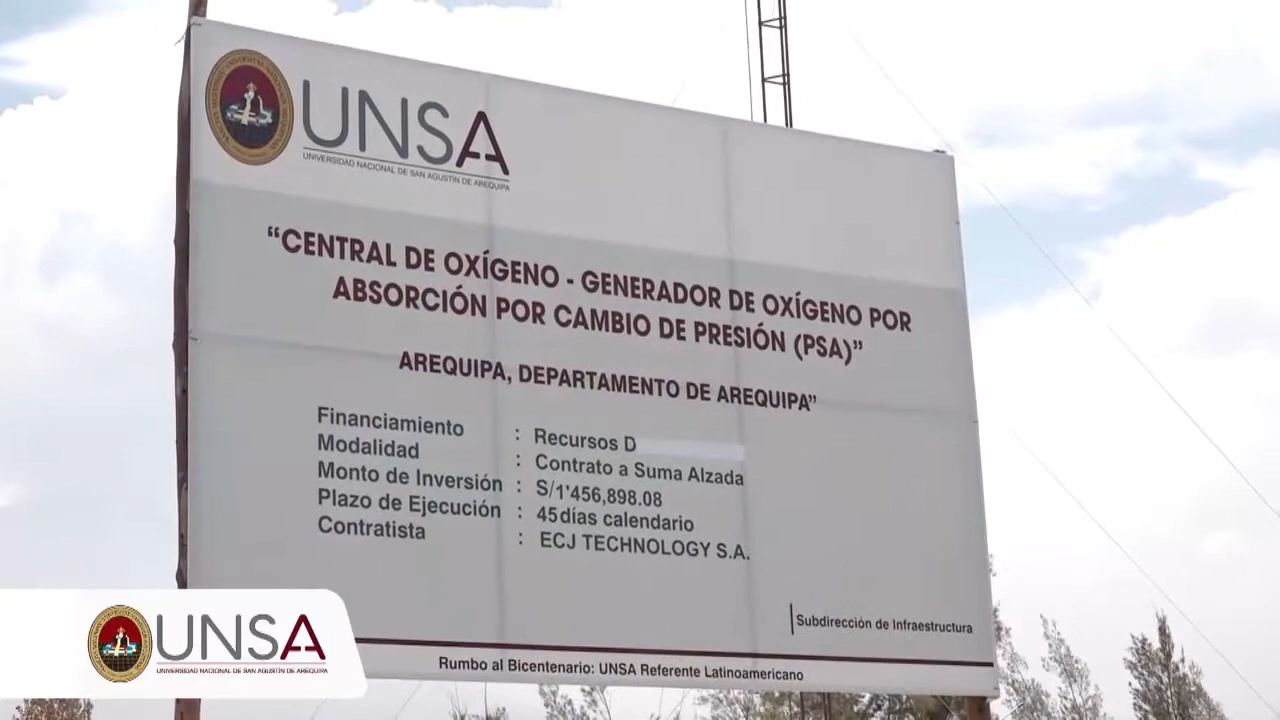 UNSA
UNIVERSIDAD NACIONAL DE SAN AGUSTÍN DE AREQUIPA
“CENTRAL DE OXÍGENO - GENERADOR DE OXÍGENO POR
ABSORCIÓN POR CAMBIO DE PRESIÓN (PSA)”
AREQUIPA, DEPARTAMENTO DE AREQUIPA”
Financiamiento : Recursos D
Modalidad : Contrato a Suma Alzada
Monto de Inversión : S/1'456,898.08
Plazo de Ejecución : 45 días calendario
Contratista : ECJ TECHNOLOGY S.A.
Subdirección de Infraestructura
Rumbo al Bicentenario: UNSA Referente Latinoamericano
UNSA
UNIVERSIDAD NACIONAL DE SAN AGUSTÍN DE AREQUIPA